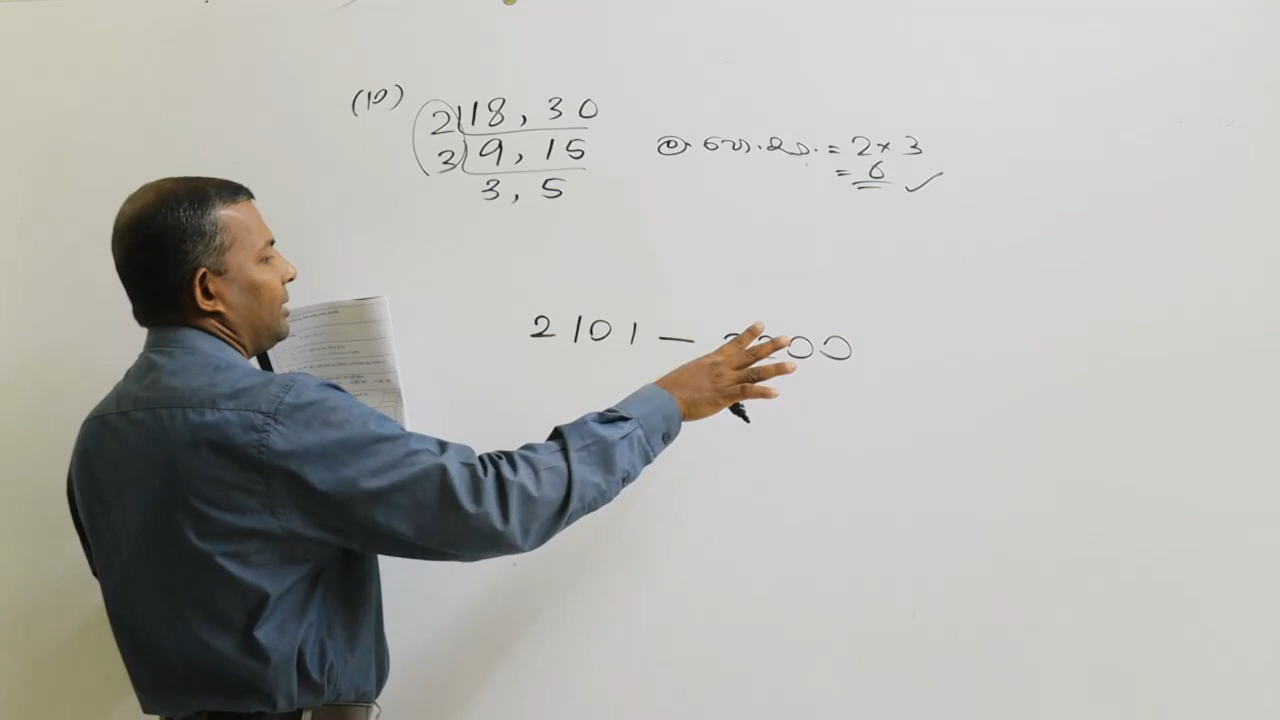 (10)
2 | 18, 30
3 | 9, 15
3, 5
ම.පො.සා. = 2 × 3
= 6 ✓
2101 – 2200